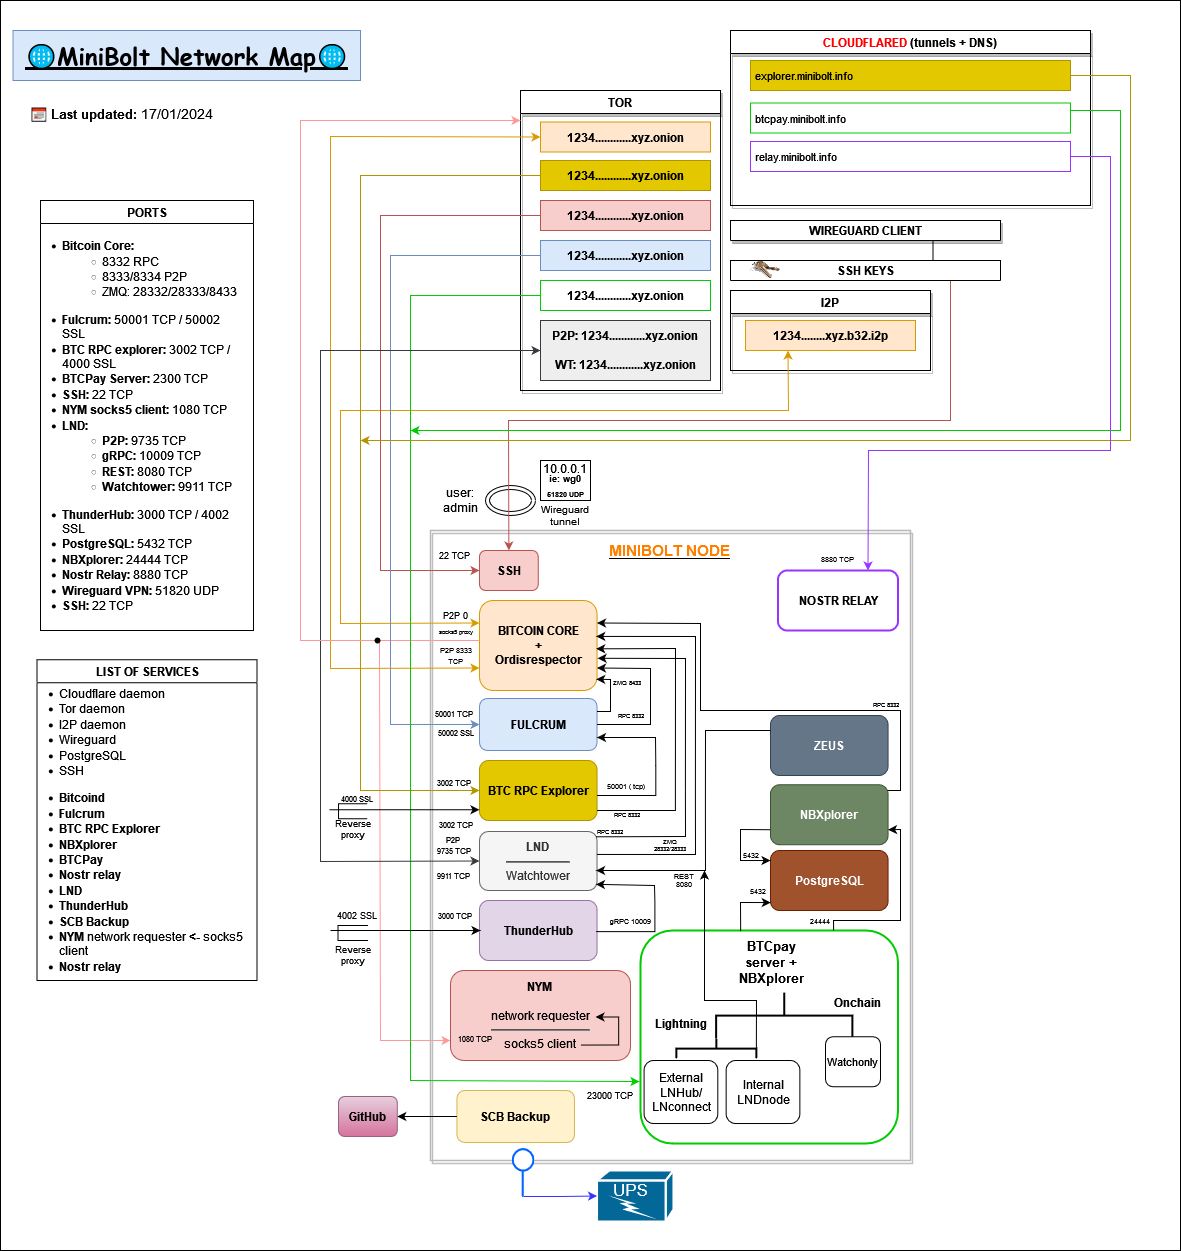 MiniBolt Network Map
Last updated: 17/01/2024
CLOUDFLARED (tunnels + DNS)
explorer.minibolt.info
btcpay.minibolt.info
relay.minibolt.info
TOR
1234............xyz.onion
1234............xyz.onion
1234............xyz.onion
1234............xyz.onion
1234............xyz.onion
P2P: 1234............xyz.onion
WT: 1234............xyz.onion
WIREGUARD CLIENT
SSH KEYS
I2P
1234........xyz.b32.i2p
PORTS
Bitcoin Core:
8332 RPC
8333/8334 P2P
ZMQ: 28332/28333/8433
Fulcrum: 50001 TCP / 50002
SSL
BTC RPC explorer: 3002 TCP /
4000 SSL
BTCPay Server: 2300 TCP
SSH: 22 TCP
NYM socks5 client: 1080 TCP
LND:
P2P: 9735 TCP
gRPC: 10009 TCP
REST: 8080 TCP
Watchtower: 9911 TCP
ThunderHub: 3000 TCP / 4002
SSL
PostgreSQL: 5432 TCP
NBXplorer: 24444 TCP
Nostr Relay: 8880 TCP
Wireguard VPN: 51820 UDP
SSH: 22 TCP
LIST OF SERVICES
Cloudflare daemon
Tor daemon
I2P daemon
Wireguard
PostgreSQL
SSH
Bitcoind
Fulcrum
BTC RPC Explorer
NBXplorer
BTCPay
Nostr relay
LND
ThunderHub
SCB Backup
NYM network requester <- socks5
client
Nostr relay
user:
admin
10.0.0.1
ie: wg0
51820 UDP
Wireguard
tunnel
MINIBOLT NODE
22 TCP
SSH
8880 TCP
NOSTR RELAY
P2P 0
socks5 proxy
P2P 8333
TCP
BITCOIN CORE
+
Ordisrespector
ZMQ 8433
50001 TCP
50002 SSL
FULCRUM
RPC 8332
RPC 8332
ZEUS
3002 TCP
BTC RPC Explorer
50001 ( tcp)
RPC 8332
4000 SSL
Reverse
proxy
3002 TCP
NBXplorer
P2P
9735 TCP
9911 TCP
LND
Watchtower
RPC 8332
ZMQ
28332/28333
REST
8080
5432
PostgreSQL
5432
24444
4002 SSL
Reverse
proxy
3000 TCP
ThunderHub
gRPC 10009
BTCpay
server +
NBXplorer
Onchain
Lightning
Watchonly
External
LNHub/
LNconnect
Internal
LNDnode
NYM
network requester
1080 TCP
socks5 client
23000 TCP
GitHub
SCB Backup
UPS